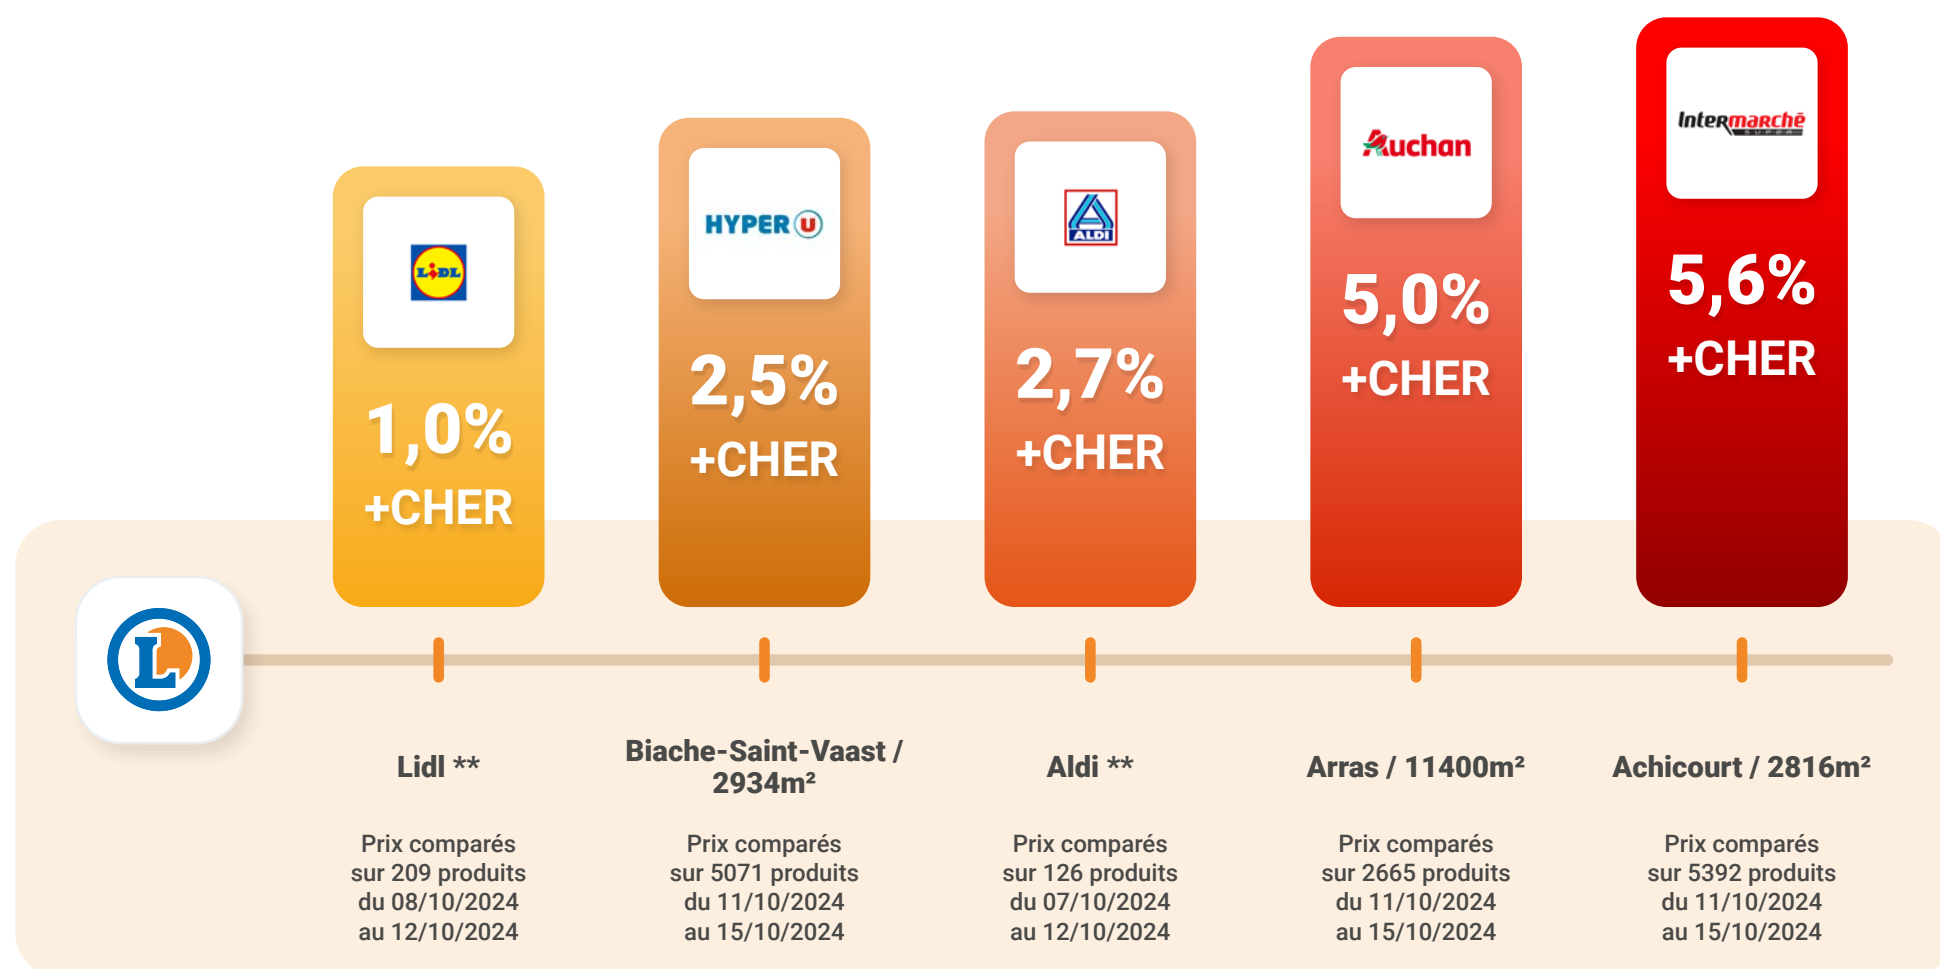 LIDL
1,0%
+CHER
HYPER U
2,5%
+CHER
ALDI
2,7%
+CHER
Auchan
5,0%
+CHER
Intermarchē
SUPER
5,6%
+CHER
L
Lidl **
Prix comparés
sur 209 produits
du 08/10/2024
au 12/10/2024
Biache-Saint-Vaast /
2934m²
Prix comparés
sur 5071 produits
du 11/10/2024
au 15/10/2024
Aldi **
Prix comparés
sur 126 produits
du 07/10/2024
au 12/10/2024
Arras / 11400m²
Prix comparés
sur 2665 produits
du 11/10/2024
au 15/10/2024
Achicourt / 2816m²
Prix comparés
sur 5392 produits
du 11/10/2024
au 15/10/2024